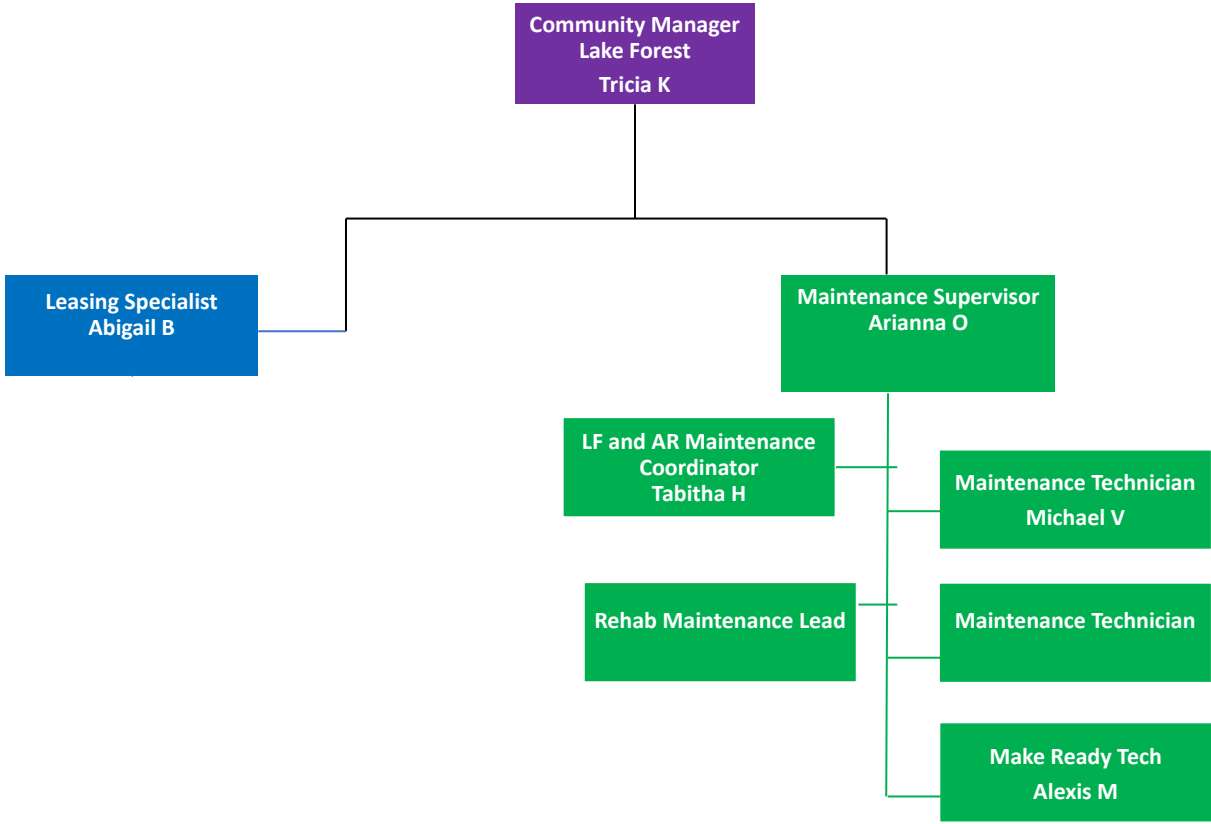 Community Manager
Lake Forest
Tricia K
Leasing Specialist
Abigail B
Maintenance Supervisor
Arianna O
LF and AR Maintenance
Coordinator
Tabitha H
Maintenance Technician
Michael V
Rehab Maintenance Lead
Maintenance Technician
Make Ready Tech
Alexis M